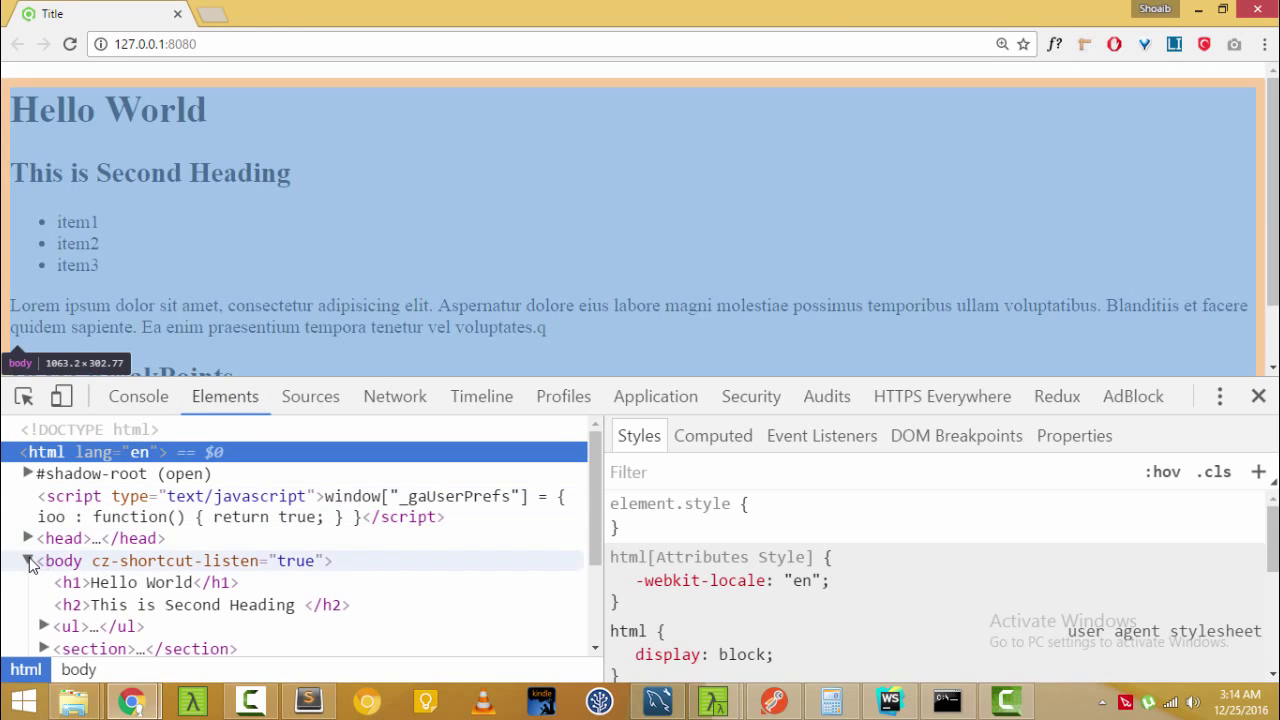 Title
Shoaib
127.0.0.1:8080
f?
LI
Hello World
This is Second Heading
item1
item2
item3
Lorem ipsum dolor sit amet, consectetur adipisicing elit. Aspernatur dolore eius labore magni molestiae possimus temporibus ullam voluptatibus. Blanditiis et facere
quidem sapiente. Ea enim praesentium tempora tenetur vel voluptates.q
body 1063.2×302.77
Console Elements Sources Network Timeline Profiles Application Security Audits HTTPS Everywhere Redux AdBlock
<!DOCTYPE html>
<html lang="en"> == $0
#shadow-root (open)
<script type="text/javascript">window["_gaUserPrefs"] = {
ioo : function() { return true; } }</script>
<head>…</head>
<body cz-shortcut-listen="true">
<h1>Hello World</h1>
<h2>This is Second Heading </h2>
<ul>…</ul>
<section>…</section>
html body
Styles Computed Event Listeners DOM Breakpoints Properties
Filter :hov .cls +
element.style {
}
html[Attributes Style] {
-webkit-locale: "en";
}
html { user agent stylesheet
display: block;
}
Activate Windows
Go to PC settings to activate Windows.
kindle
WS
3:14 AM
12/25/2016